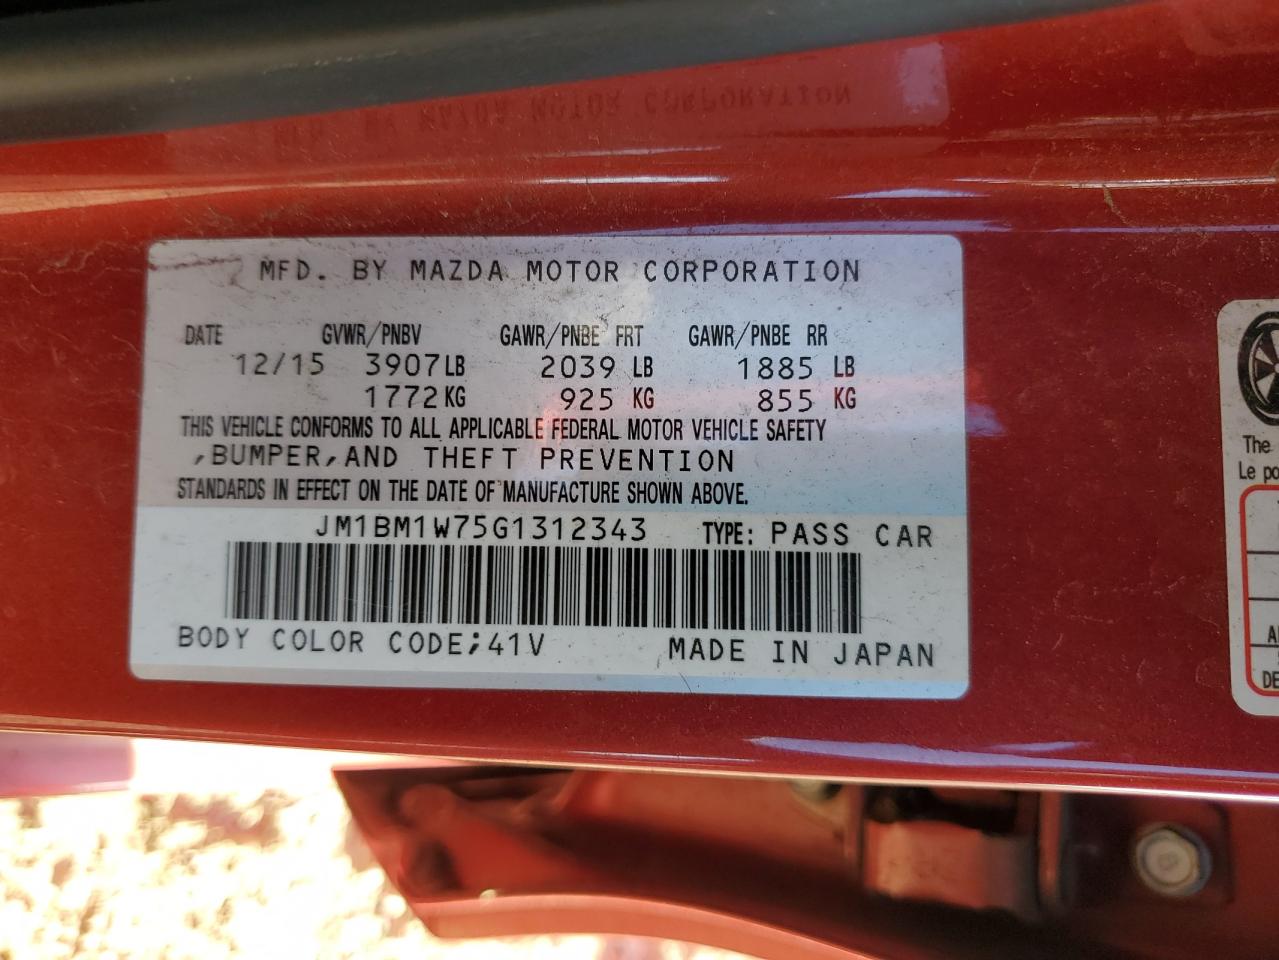 MFD. BY MAZDA MOTOR CORPORATION
DATE GVWR/PNBV GAWR/PNBE FRT GAWR/PNBE RR
12/15 3907LB 2039 LB 1885 LB
1772KG 925 KG 855 KG
THIS VEHICLE CONFORMS TO ALL APPLICABLE FEDERAL MOTOR VEHICLE SAFETY
,BUMPER,AND THEFT PREVENTION
STANDARDS IN EFFECT ON THE DATE OF MANUFACTURE SHOWN ABOVE.
JM1BM1W75G1312343 TYPE: PASS CAR
BODY COLOR CODE;41V MADE IN JAPAN
The
Le